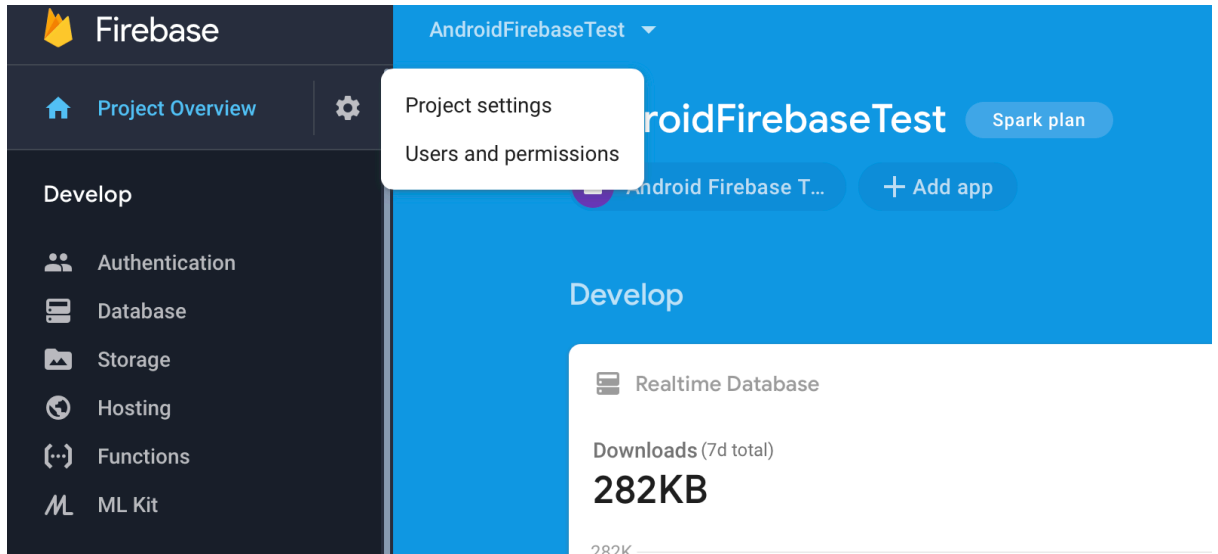 Firebase
AndroidFirebaseTest
Project Overview
Project settings
Users and permissions
roidFirebaseTest
Spark plan
Android Firebase T...
+ Add app
Develop
Authentication
Database
Storage
Hosting
Functions
ML Kit
Develop
Realtime Database
Downloads (7d total)
282KB
282K